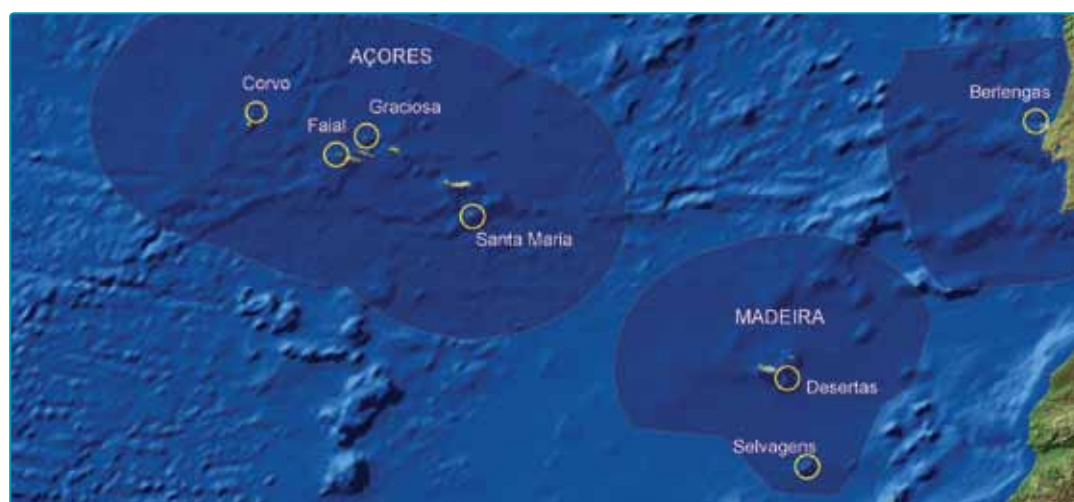 AÇORES
Corvo
Graciosa
Faial
Berlengas
Santa Maria
MADEIRA
Desertas
Selvagens